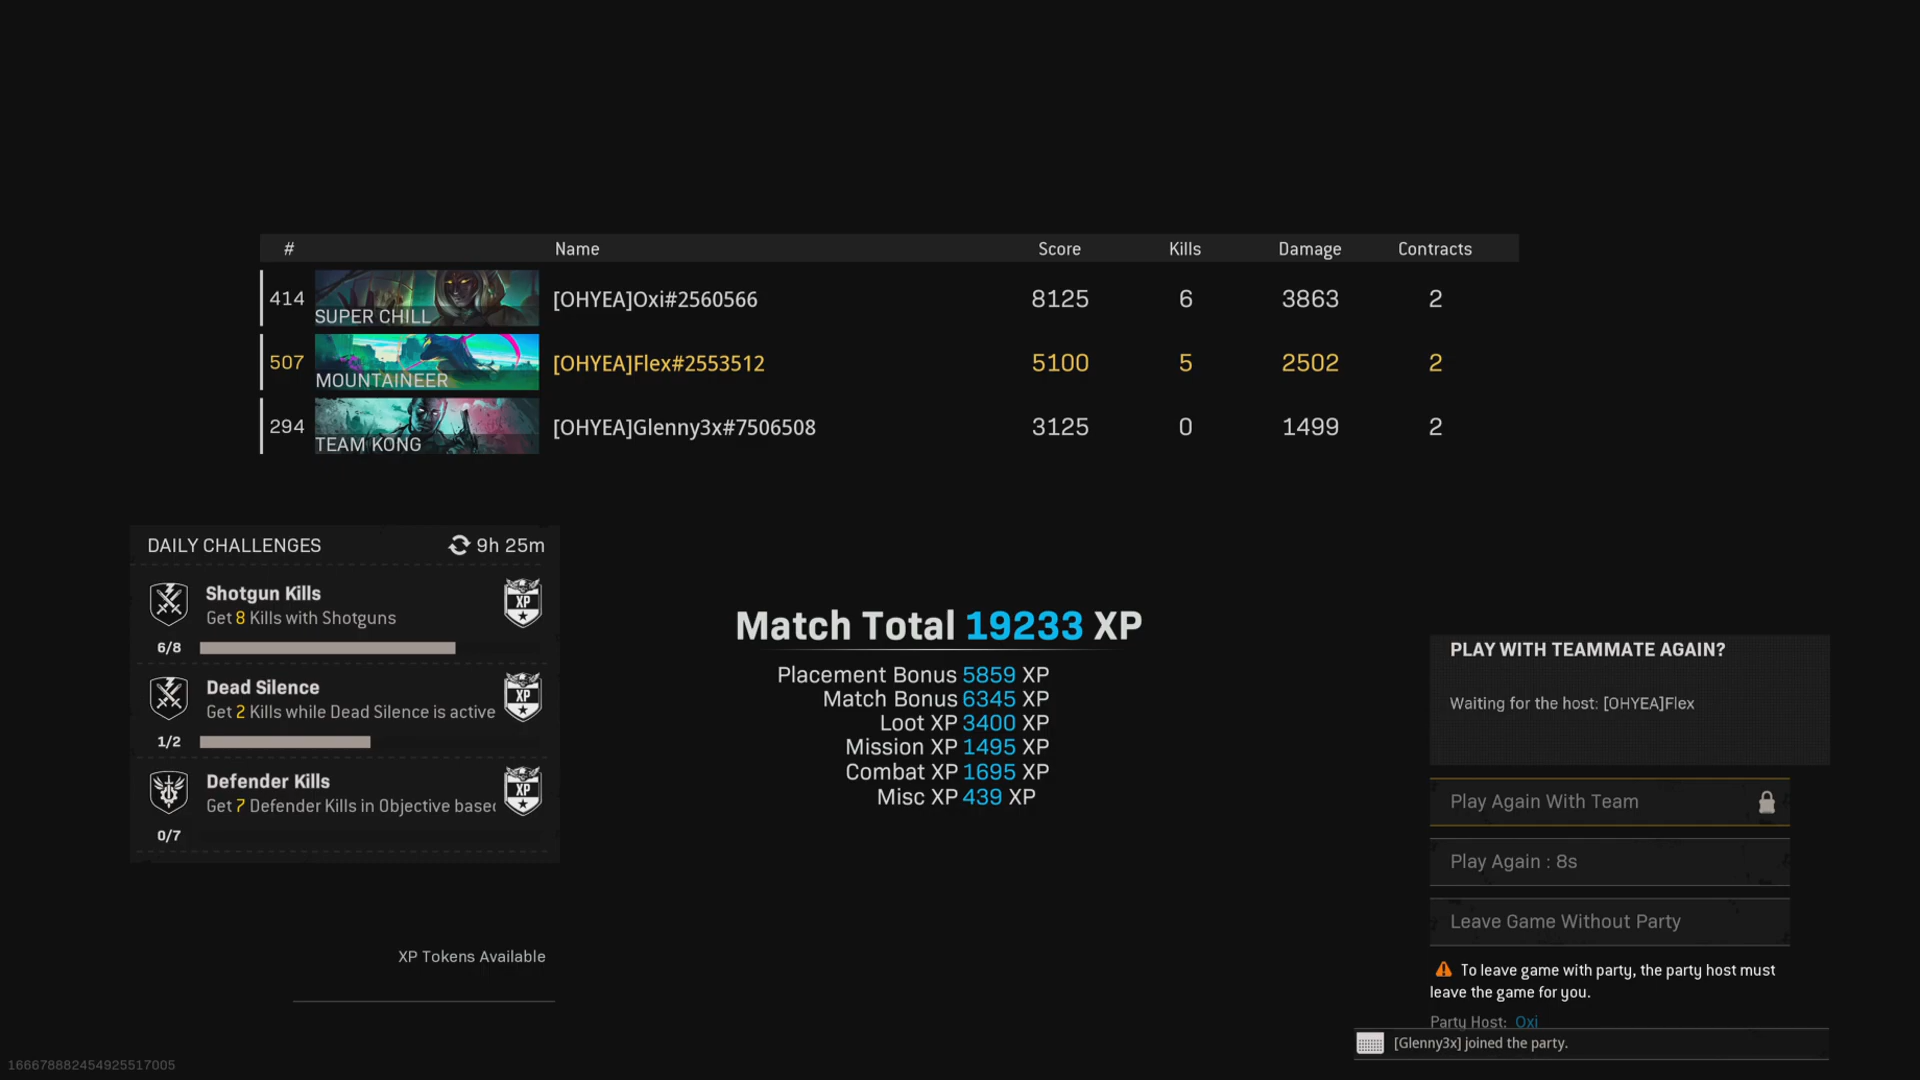 # Name Score Kills Damage Contracts
414 SUPER CHILL [OHYEA]Oxi#2560566 8125 6 3863 2
507 MOUNTAINEER [OHYEA]Flex#2553512 5100 5 2502 2
294 TEAM KONG [OHYEA]Glenny3x#7506508 3125 0 1499 2
DAILY CHALLENGES 9h 25m
Shotgun Kills
Get 8 Kills with Shotguns
XP
6/8
Dead Silence
Get 2 Kills while Dead Silence is active
XP
1/2
Defender Kills
Get 7 Defender Kills in Objective based
XP
0/7
XP Tokens Available
Match Total 19233 XP
Placement Bonus 5859 XP
Match Bonus 6345 XP
Loot XP 3400 XP
Mission XP 1495 XP
Combat XP 1695 XP
Misc XP 439 XP
PLAY WITH TEAMMATE AGAIN?
Waiting for the host: [OHYEA]Flex
Play Again With Team
Play Again : 8s
Leave Game Without Party
To leave game with party, the party host must
leave the game for you.
Party Host: Oxi
[Glenny3x] joined the party.
166678882454925517005